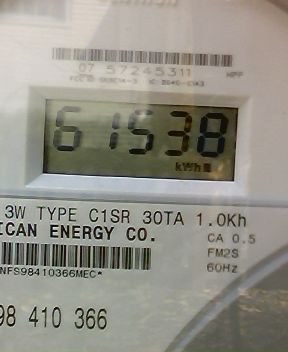 07 57245311 HPF
61538
kWh
3W TYPE C1SR 30TA 1.0Kh
ICAN ENERGY CO. CA 0.5
FM2S
NFS98410366MEC* 60Hz
98 410 366